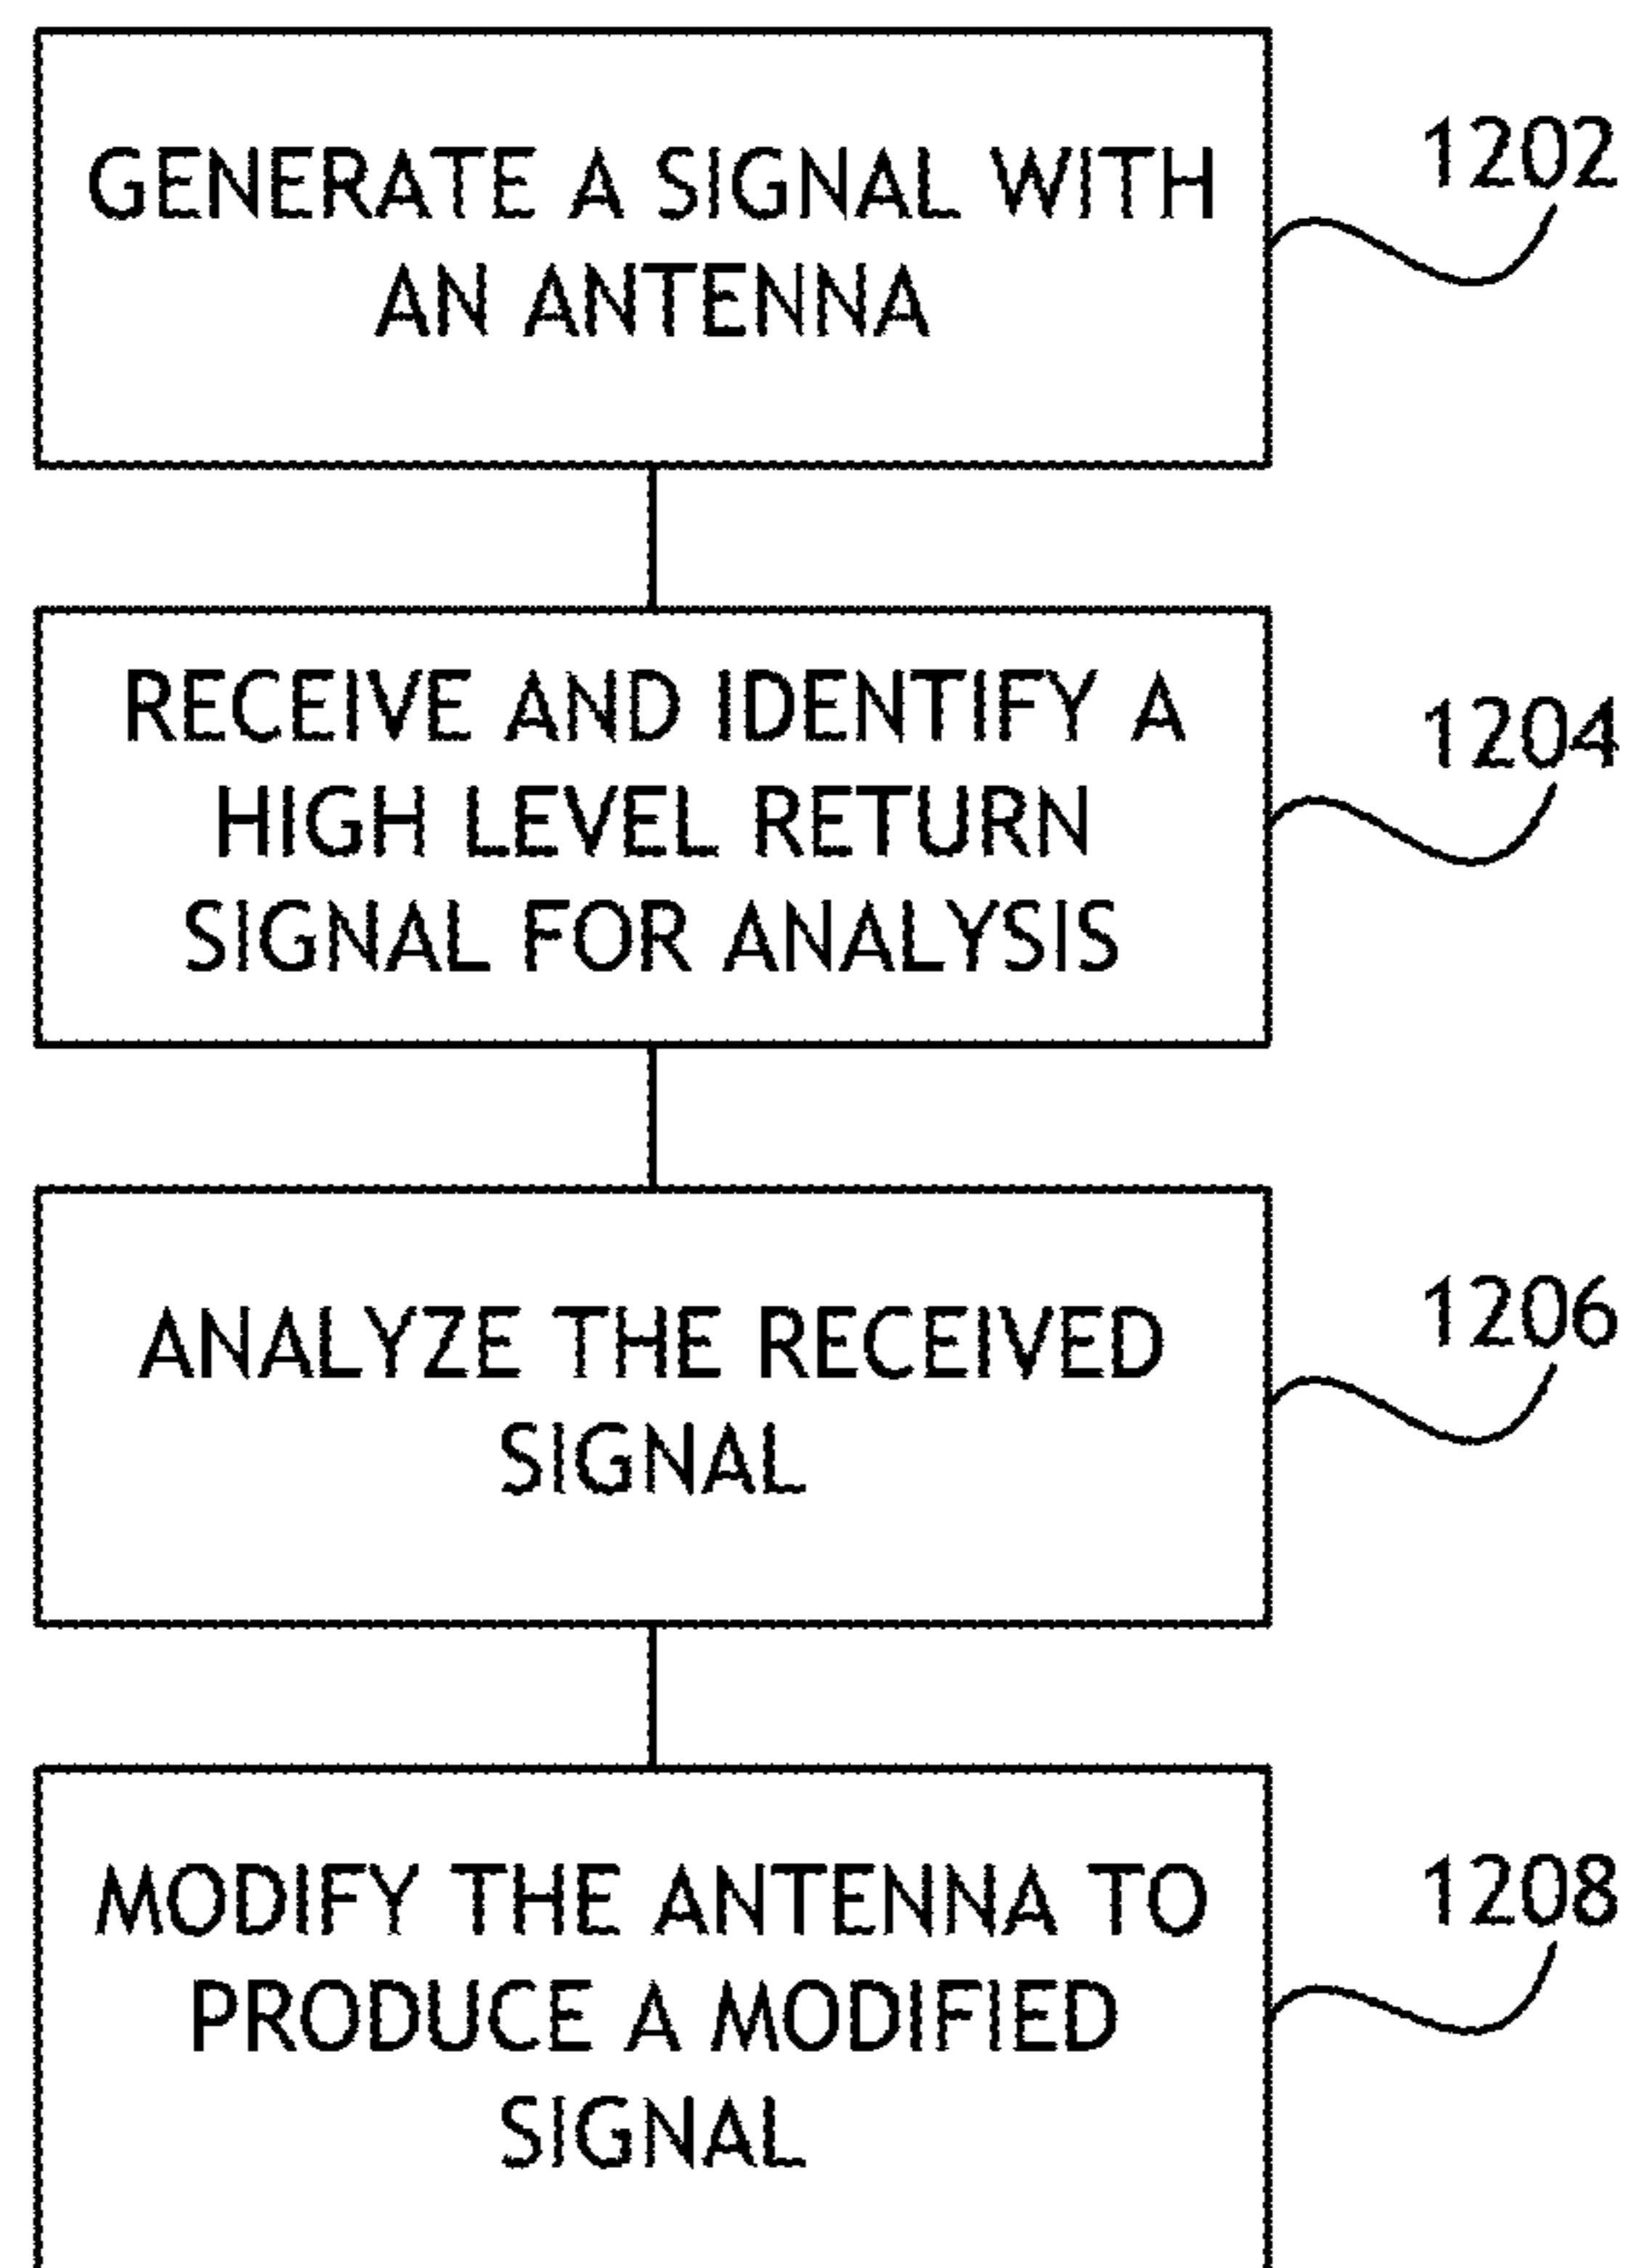 GENERATE A SIGNAL WITH
AN ANTENNA
1202
RECEIVE AND IDENTIFY A
HIGH LEVEL RETURN
SIGNAL FOR ANALYSIS
1204
ANALYZE THE RECEIVED
SIGNAL
1206
MODIFY THE ANTENNA TO
PRODUCE A MODIFIED
SIGNAL
1208